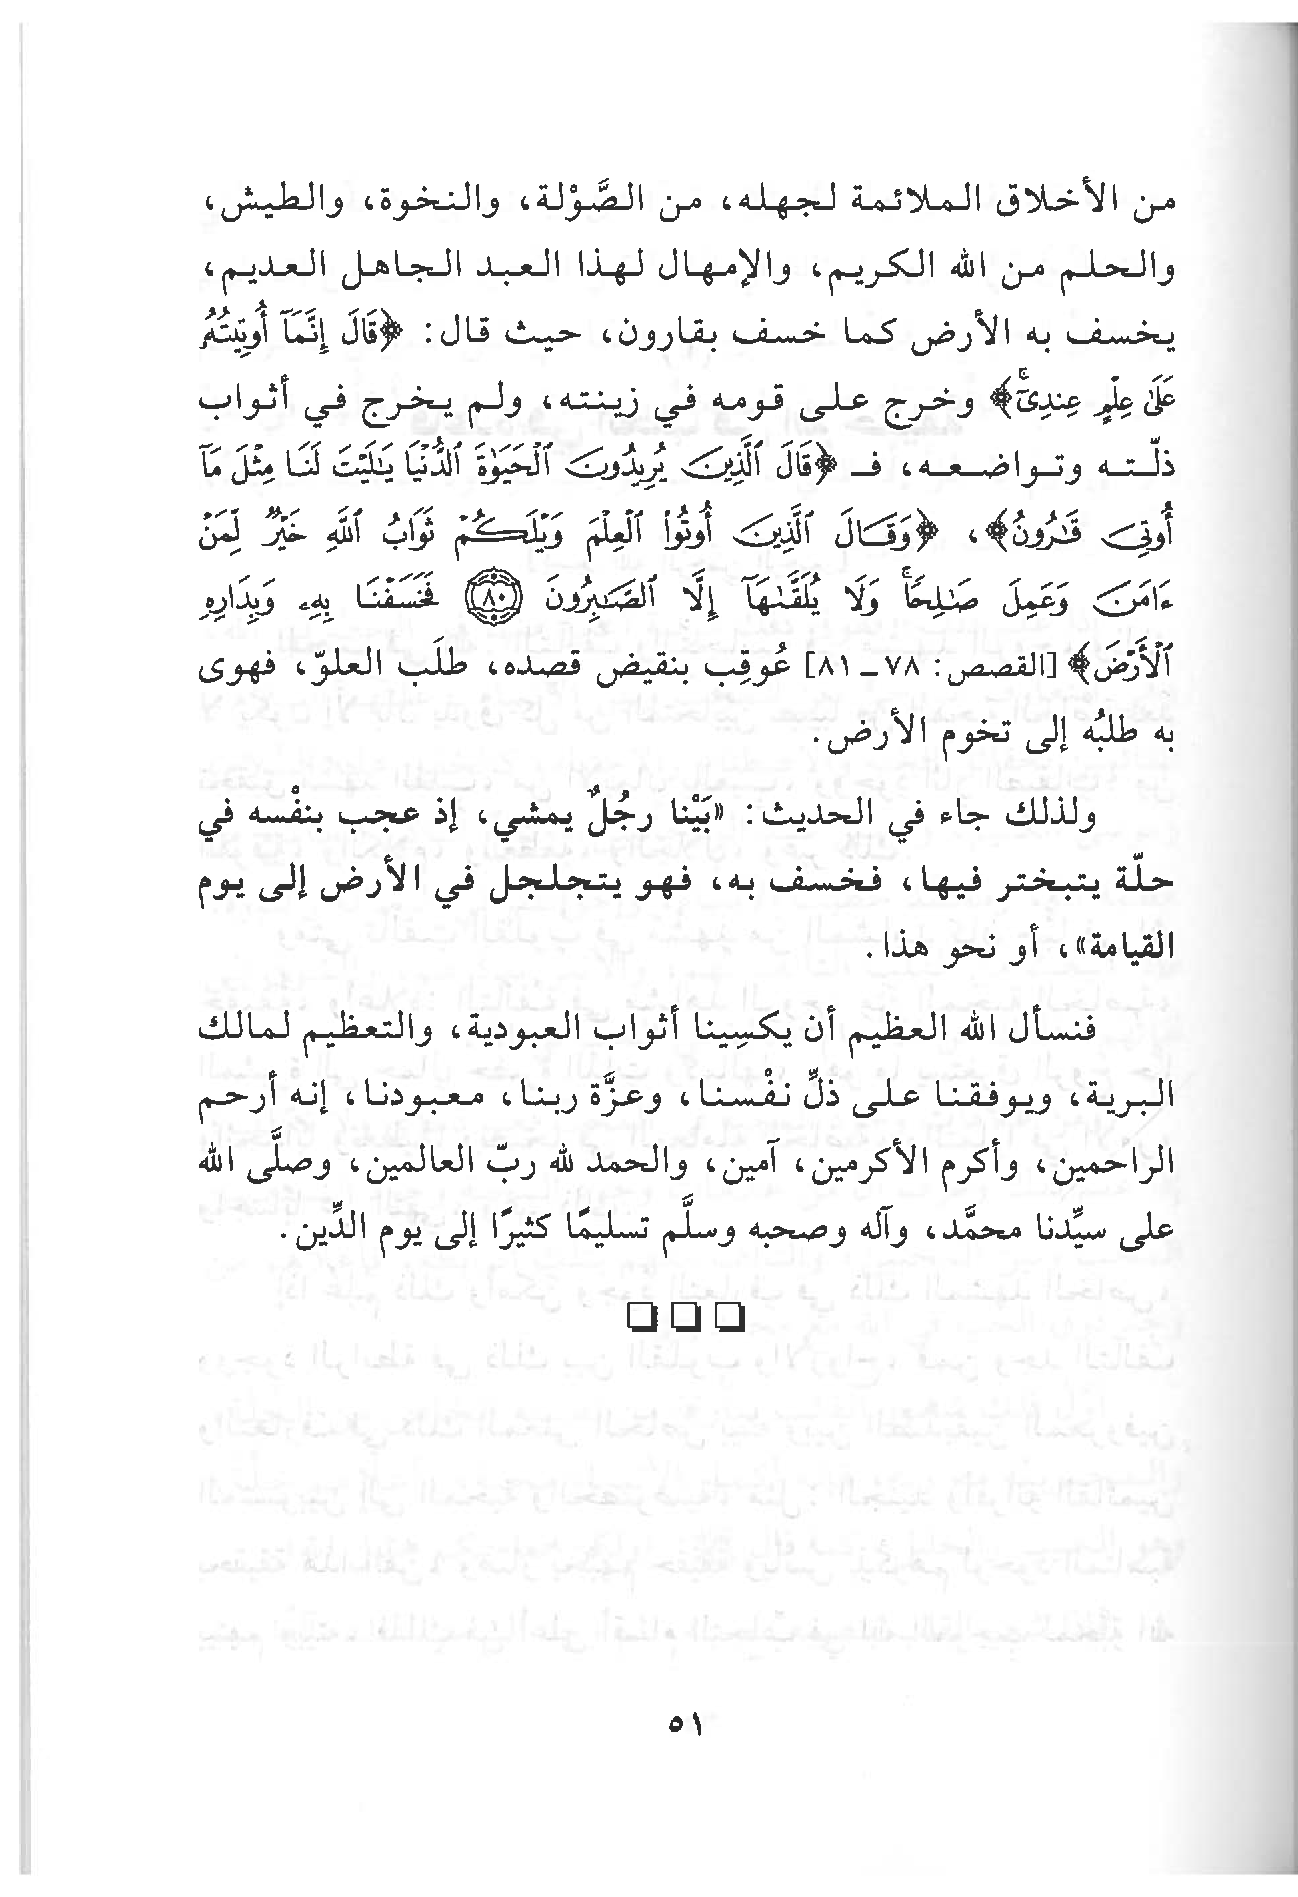 من الأخلاق الملائمة لجهله، من الصَّوْلة، والنخوة، والطيش،
والحلم من الله الكريم، والإمهال لهذا العبد الجاهل العديم،
يخسف به الأرض كما خسف بقارون، حيث قال: ﴿قَالَ إِنَّمَآ أُوتِيتُهُۥ
عَلَىٰ عِلْمٍ عِندِىٓ ۚ﴾ وخرج على قومه في زينته، ولم يخرج في أثواب
ذلّته وتواضعه، فـ ﴿قَالَ ٱلَّذِينَ يُرِيدُونَ ٱلْحَيَوٰةَ ٱلدُّنْيَا يَٰلَيْتَ لَنَا مِثْلَ مَآ
أُوتِىَ قَٰرُونُ﴾، ﴿وَقَالَ ٱلَّذِينَ أُوتُوا۟ ٱلْعِلْمَ وَيْلَكُمْ ثَوَابُ ٱللَّهِ خَيْرٌ لِّمَنْ
ءَامَنَ وَعَمِلَ صَٰلِحًا ۚ وَلَا يُلَقَّىٰهَآ إِلَّا ٱلصَّٰبِرُونَ ۝٨٠ فَخَسَفْنَا بِهِۦ وَبِدَارِهِ
ٱلْأَرْضَ﴾ [القصص: ٧٨ ـ ٨١] عُوقِب بنقيض قصده، طلَب العلوّ، فهوى
به طلبُه إلى تخوم الأرض.
ولذلك جاء في الحديث: «بَيْنا رجُلٌ يمشي، إذ عجب بنفْسه في
حلّة يتبختر فيها، فخسف به، فهو يتجلجل في الأرض إلى يوم
القيامة»، أو نحو هذا.
فنسأل الله العظيم أن يكسِينا أثواب العبودية، والتعظيم لمالك
البرية، ويوفقنا على ذلِّ نفْسنا، وعزَّة ربنا، معبودنا، إنه أرحم
الراحمين، وأكرم الأكرمين، آمين، والحمد لله ربّ العالمين، وصلَّى الله
على سيِّدنا محمَّد، وآله وصحبه وسلَّم تسليمًا كثيرًا إلى يوم الدِّين.
٥١